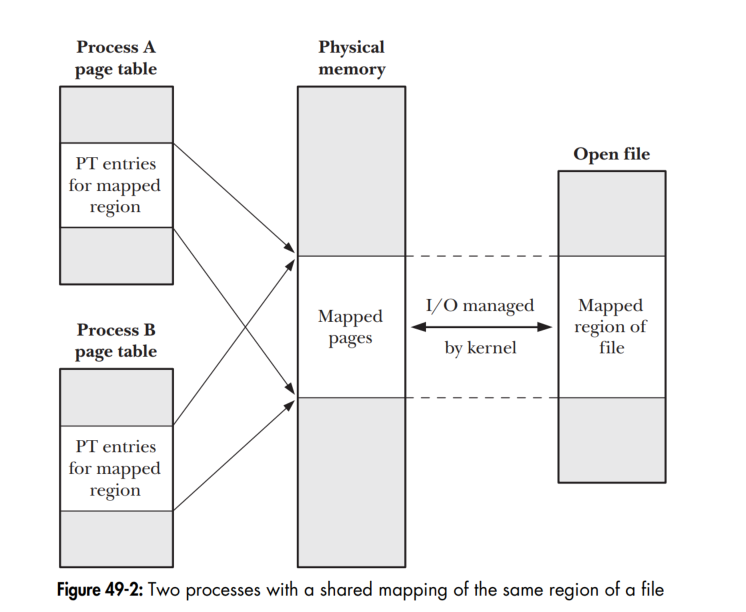 Process A
page table
PT entries
for mapped
region
Process B
page table
PT entries
for mapped
region
Physical
memory
Mapped
pages
I/O managed
by kernel
Open file
Mapped
region of
file
Figure 49-2: Two processes with a shared mapping of the same region of a file